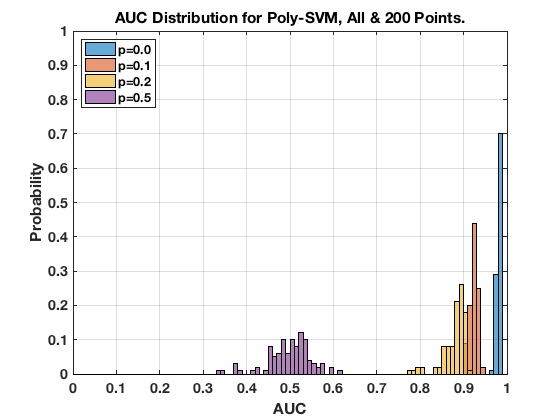 AUC Distribution for Poly-SVM, All & 200 Points.
1
0.9
0.8
0.7
0.6
0.5
0.4
0.3
0.2
0.1
0
Probability
p=0.0
p=0.1
p=0.2
p=0.5
0 0.1 0.2 0.3 0.4 0.5 0.6 0.7 0.8 0.9 1
AUC